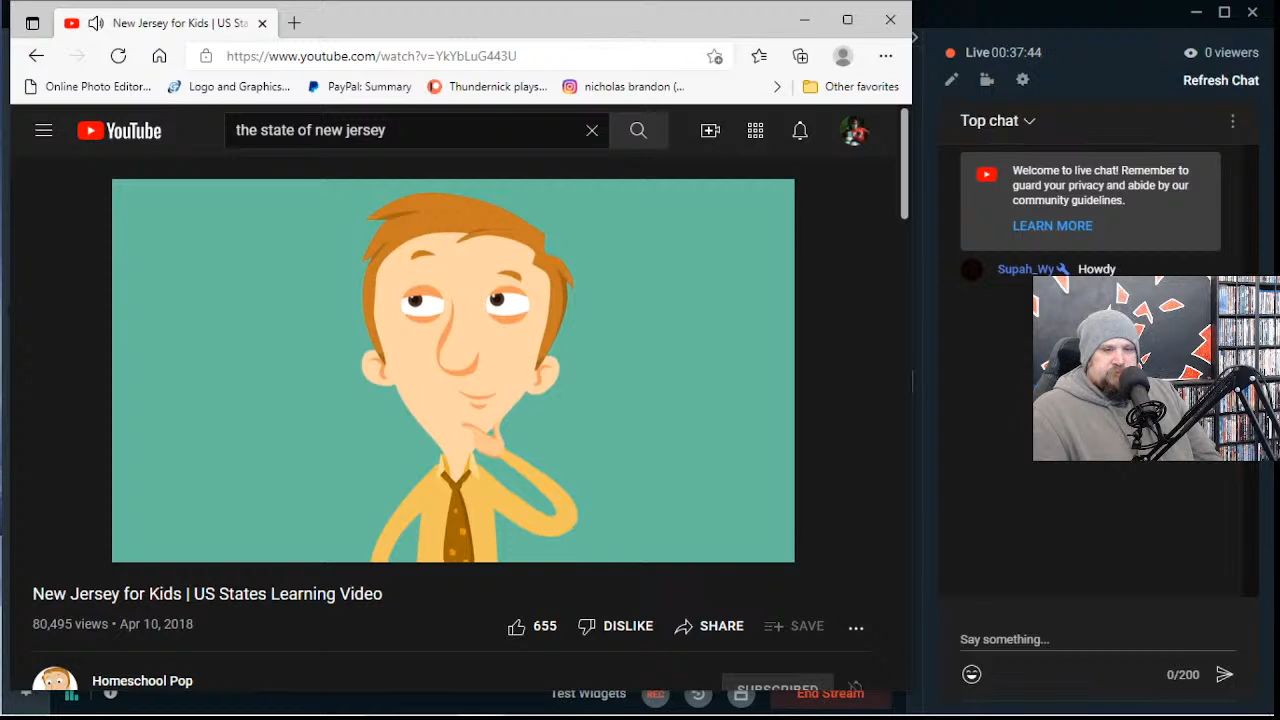 New Jersey for Kids | US Sta
https://www.youtube.com/watch?v=YkYbLuG443U
Online Photo Editor...
Logo and Graphics...
PayPal: Summary
Thundernick plays...
nicholas brandon (...
Other favorites
YouTube
the state of new jersey
New Jersey for Kids | US States Learning Video
80,495 views • Apr 10, 2018
655
DISLIKE
SHARE
SAVE
Homeschool Pop
SUBSCRIBED
Test Widgets
REC
End Stream
Live 00:37:44
0 viewers
Refresh Chat
Top chat
Welcome to live chat! Remember to
guard your privacy and abide by our
community guidelines.
LEARN MORE
Supah_Wy Howdy
Say something...
0/200